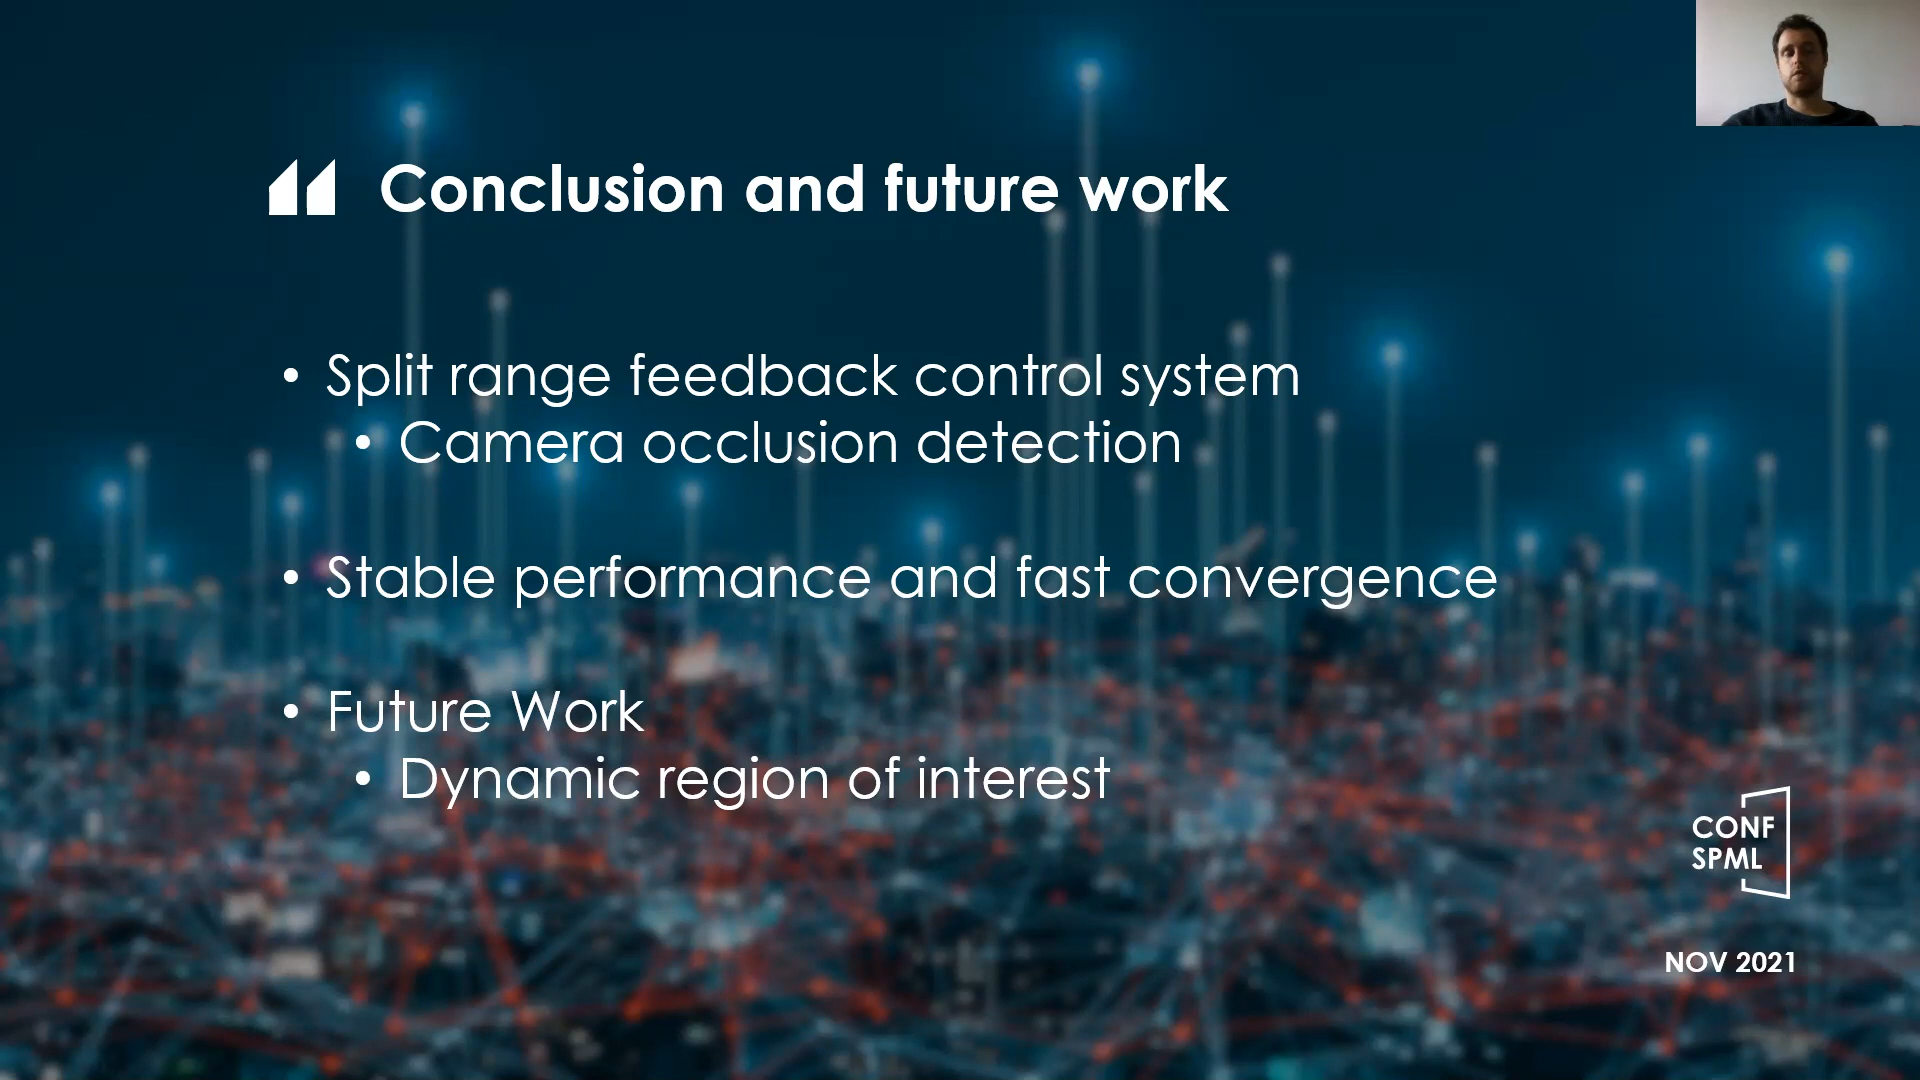 Conclusion and future work
• Split range feedback control system
• Camera occlusion detection
• Stable performance and fast convergence
• Future Work
• Dynamic region of interest
CONF
SPML
NOV 2021